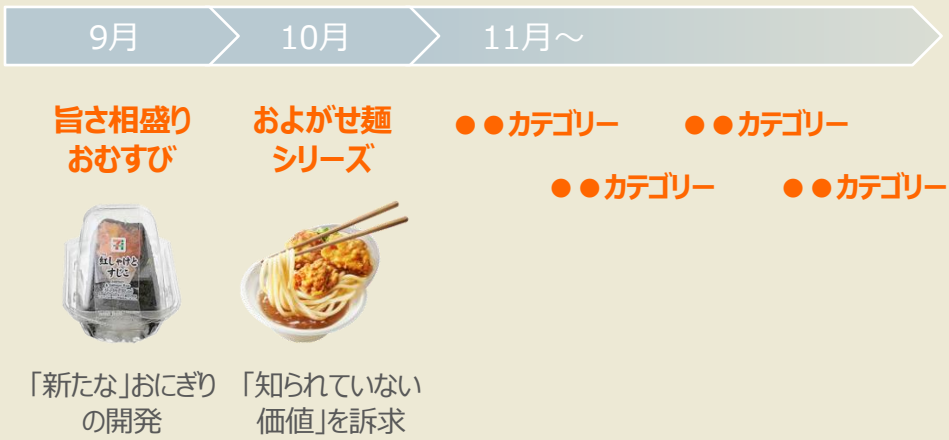 9月
10月
11月～
旨さ相盛り
おむすび
およがせ麺
シリーズ
●●カテゴリー
●●カテゴリー
●●カテゴリー
●●カテゴリー
紅しゃけと
すじこ
「新たな」おにぎり
の開発
「知られていない
価値」を訴求